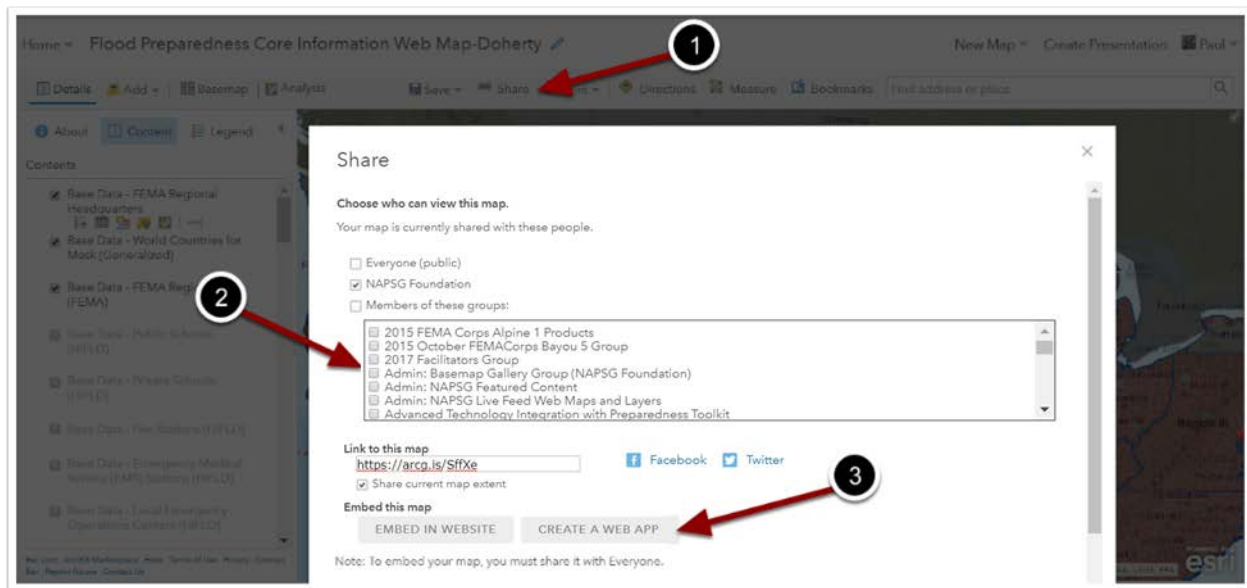 Home Flood Preparedness Core Information Web Map-Doherty New Map Create Presentation Paul
1
Details Add Basemap Analysis Save Share Directions Measure Bookmarks Find address or place
About Content Legend
Contents
Base Data - FEMA Regional
Headquarters
Base Data - World Countries for
Mask (Generalized)
Base Data - FEMA
(FEMA)
2
Base Data - Public Schools
(HIFLD)
Base Data - Private Schools
(HIFLD)
Base Data - Fire Stations (HIFLD)
Base Data - Emergency Medical
Service (EMS) Stations (HIFLD)
Base Data - Local Emergency
Operations Centers (HIFLD)
Share
Choose who can view this map.
Your map is currently shared with these people.
Everyone (public)
NAPSG Foundation
Members of these groups:
2015 FEMA Corps Alpine 1 Products
2015 October FEMACorps Bayou 5 Group
2017 Facilitators Group
Admin: Basemap Gallery Group (NAPSG Foundation)
Admin: NAPSG Featured Content
Admin: NAPSG Live Feed Web Maps and Layers
Advanced Technology Integration with Preparedness Toolkit
Link to this map
https://arcg.is/SffXe Facebook Twitter
Share current map extent
3
Embed this map
EMBED IN WEBSITE CREATE A WEB APP
Note: To embed your map, you must share it with Everyone.
esri